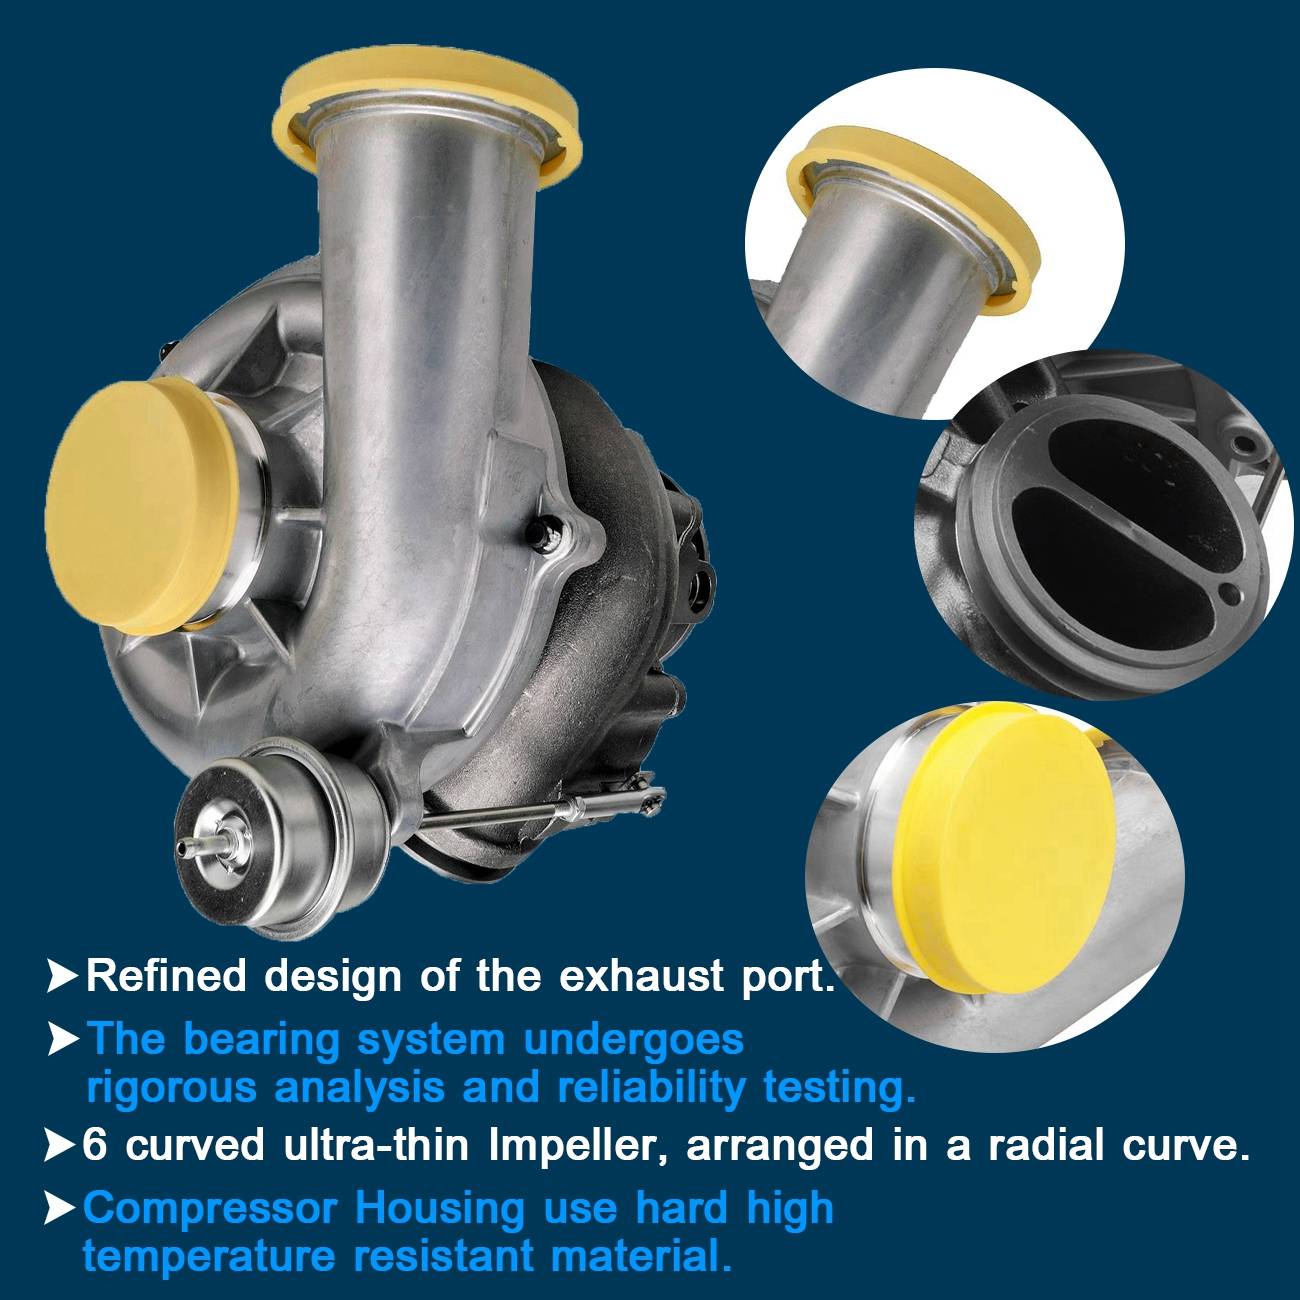 Refined design of the exhaust port.
The bearing system undergoes
rigorous analysis and reliability testing.
6 curved ultra-thin Impeller, arranged in a radial curve.
Compressor Housing use hard high
temperature resistant material.